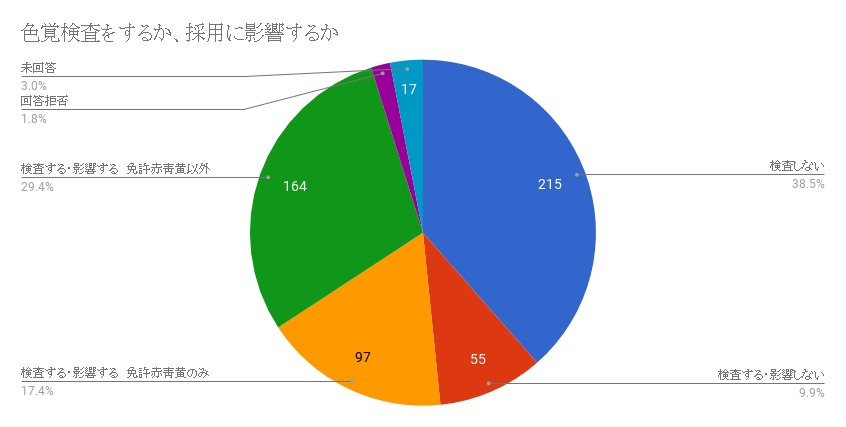 色覚検査をするか、採用に影響するか
未回答
3.0%
回答拒否
1.8%
17
検査する・影響する　免許赤青黄以外
29.4%
164
検査しない
38.5%
215
検査する・影響する　免許赤青黄のみ
17.4%
97
55
検査する・影響しない
9.9%